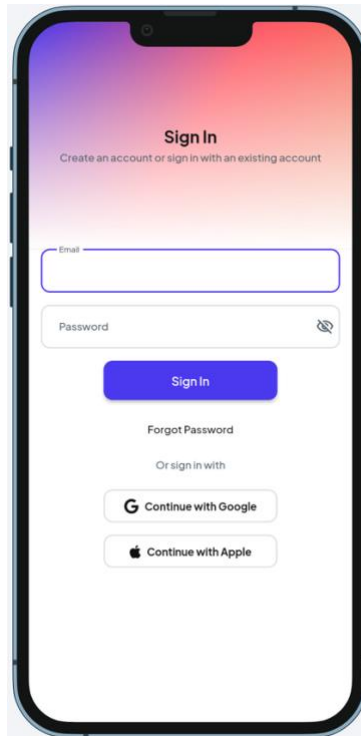 Sign In
Create an account or sign in with an existing account
Email
Password
Sign In
Forgot Password
Or sign in with
Continue with Google
Continue with Apple